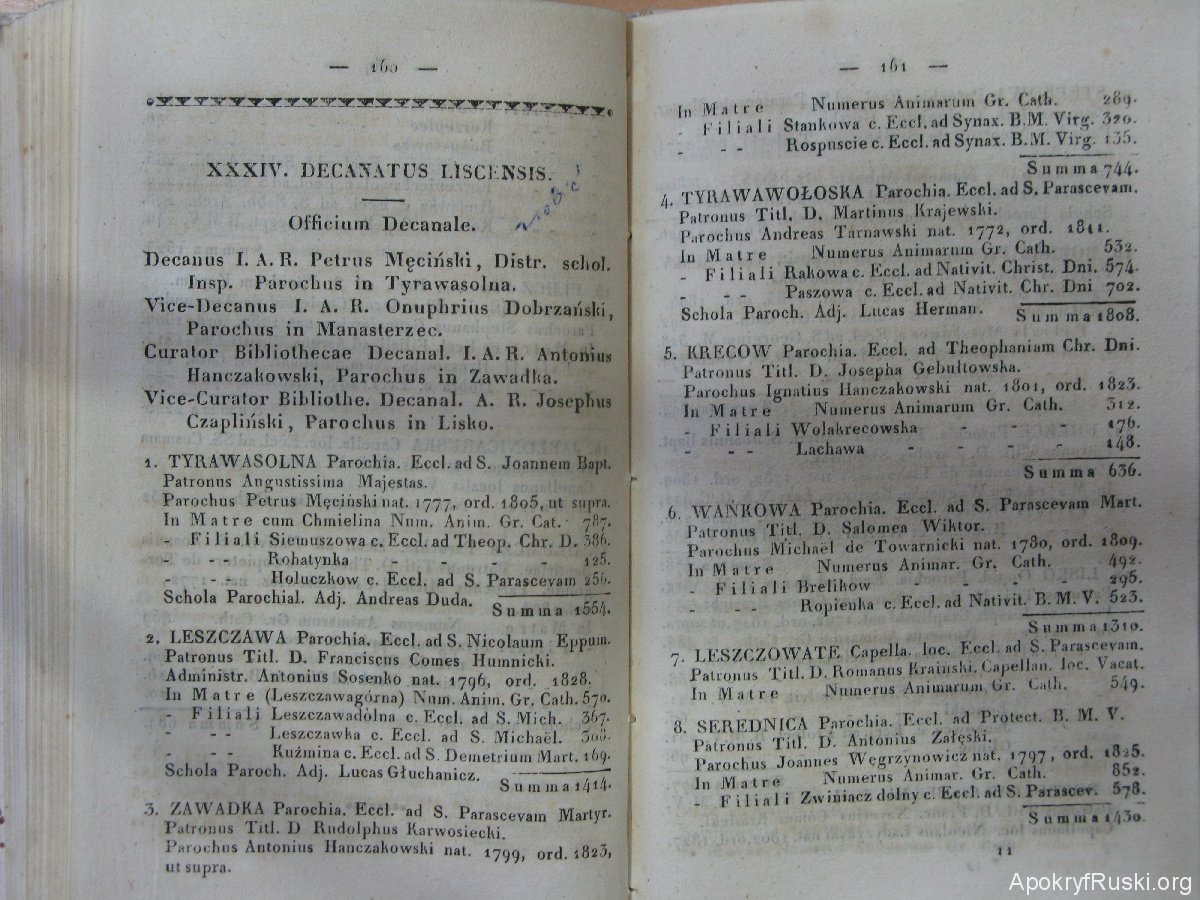 — 160 —
XXXIV. DECANATUS LISCENSIS.
Officium Decanale.
Decanus I. A. R. Petrus Męciński, Distr. schol.
Insp. Parochus in Tyrawasolna.
Vice-Decanus I. A. R. Onuphrius Dobrzański,
Parochus in Manasterzec.
Curator Bibliothecae Decanal. I. A. R. Antonius
Hanczakowski, Parochus in Zawadka.
Vice-Curator Bibliothe. Decanal. A. R. Josephus
Czapliński, Parochus in Lisko.
1. TYRAWASOLNA Parochia. Eccl. ad S. Joannem Bapt.
Patronus Augustissima Majestas.
Parochus Petrus Męciński nat. 1777, ord. 1805, ut supra.
In Matre cum Chmielina Num. Anim. Gr. Cat. 787.
- Filiali Siemuszowa c. Eccl. ad Theop. Chr. D. 386.
- - - Rohatynka - - - - - 125.
- - - Holuczkow c. Eccl. ad S. Parascevam 256.
Schola Parochial. Adj. Andreas Duda. Summa 1554.
2. LESZCZAWA Parochia. Eccl. ad S. Nicolaum Eppum.
Patronus Titl. D. Franciscus Comes Humnicki.
Administr. Antonius Sosenko nat. 1796, ord. 1828.
In Matre (Leszczawagórna) Num. Anim. Gr. Cath. 570.
- Filiali Leszczawadolna c. Eccl. ad S. Mich. 367.
- - - Leszczawka c. Eccl. ad S. Michaël. 308.
- - - Kuźmina c. Eccl. ad S. Demetrium Mart. 169.
Schola Paroch. Adj. Lucas Głuchanicz.
Summa 1414.
3. ZAWADKA Parochia. Eccl. ad S. Parascevam Martyr.
Patronus Titl. D Rudolphus Karwosiecki.
Parochus Antonius Hanczakowski nat. 1799, ord. 1823,
ut supra.
— 161 —
In Matre Numerus Animarum Gr. Cath. 289.
- Filiali Stankowa c. Eccl. ad Synax. B.M. Virg. 320.
- - - Rospuscie c. Eccl. ad Synax. B.M. Virg. 135.
Summa 744.
4. TYRAWAWOŁOSKA Parochia. Eccl. ad S. Parascevam.
Patronus Titl. D. Martinus Krajewski.
Parochus Andreas Tarnawski nat. 1772, ord. 1811.
In Matre Numerus Animarum Gr. Cath. 532.
- Filiali Rakowa c. Eccl. ad Nativit. Christ. Dni. 574.
- - - Paszowa c. Eccl. ad Nativit. Chr. Dni 702.
Schola Paroch. Adj. Lucas Herman. Summa 1808.
5. KRECOW Parochia. Eccl. ad Theophaniam Chr. Dni.
Patronus Titl. D. Josepha Gebułtowska.
Parochus Ignatius Hanczakowski nat. 1801, ord. 1823.
In Matre Numerus Animarum Gr. Cath. 312.
- Filiali Wolakrecowska - - - 176.
- - - Lachawa - - - 148.
Summa 636.
6. WAŃKOWA Parochia. Eccl. ad S. Parascevam Mart.
Patronus Titl. D. Salomea Wiktor.
Parochus Michaël de Towarnicki nat. 1780, ord. 1809.
In Matre Numerus Animar. Gr. Cath. 492.
- Filiali Brelikow - - - 295.
- - - Ropienka c. Eccl. ad Nativit. B. M. V. 523.
Summa 1310.
7. LESZCZOWATE Capella. loc. Eccl. ad S. Parascevam.
Patronus Titl. D. Romanus Kraiński. Capellan. loc. Vacat.
In Matre Numerus Animarum Gr. Cath. 549.
8. SEREDNICA Parochia. Eccl. ad Protect. B. M. V.
Patronus Titl. D. Antonius Załęski.
Parochus Joannes Węgrzynowicz nat. 1797, ord. 1825.
In Matre Numerus Animar. Gr. Cath. 852.
- Filiali Zwiniacz dolny c. Eccl. ad S. Parascev. 578.
Summa 1430.
11
ApokryfRuski.org